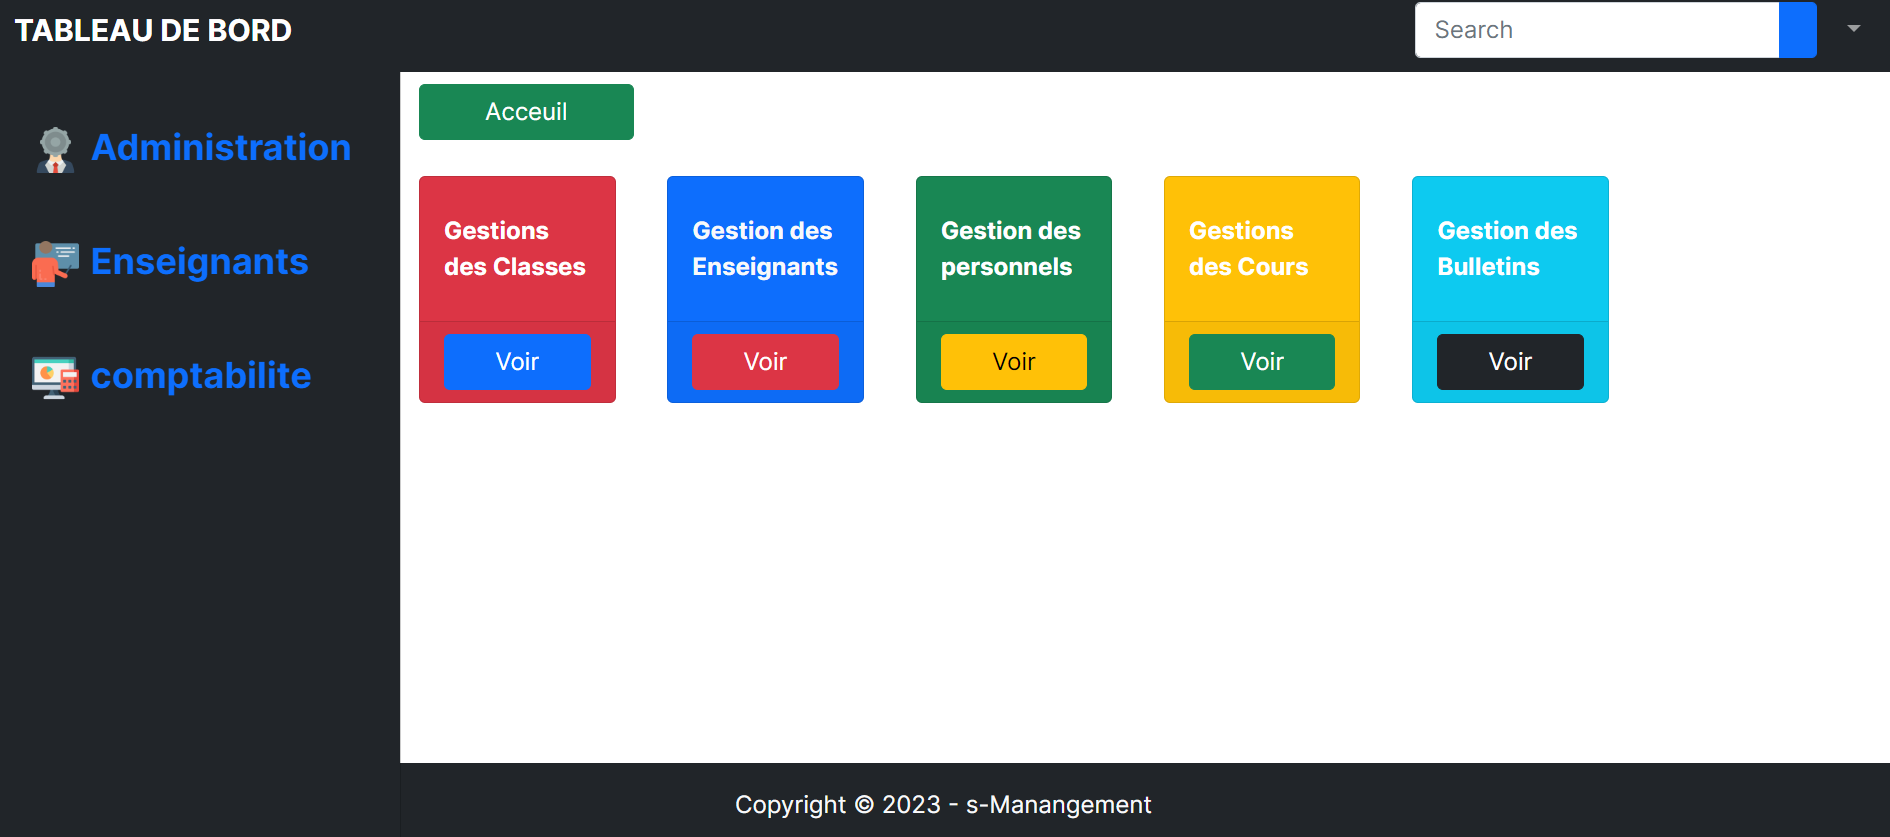 TABLEAU DE BORD
Search
Administration
Enseignants
comptabilite
Acceuil
Gestions
des Classes
Voir
Gestion des
Enseignants
Voir
Gestion des
personnels
Voir
Gestions
des Cours
Voir
Gestion des
Bulletins
Voir
Copyright © 2023 - s-Manangement